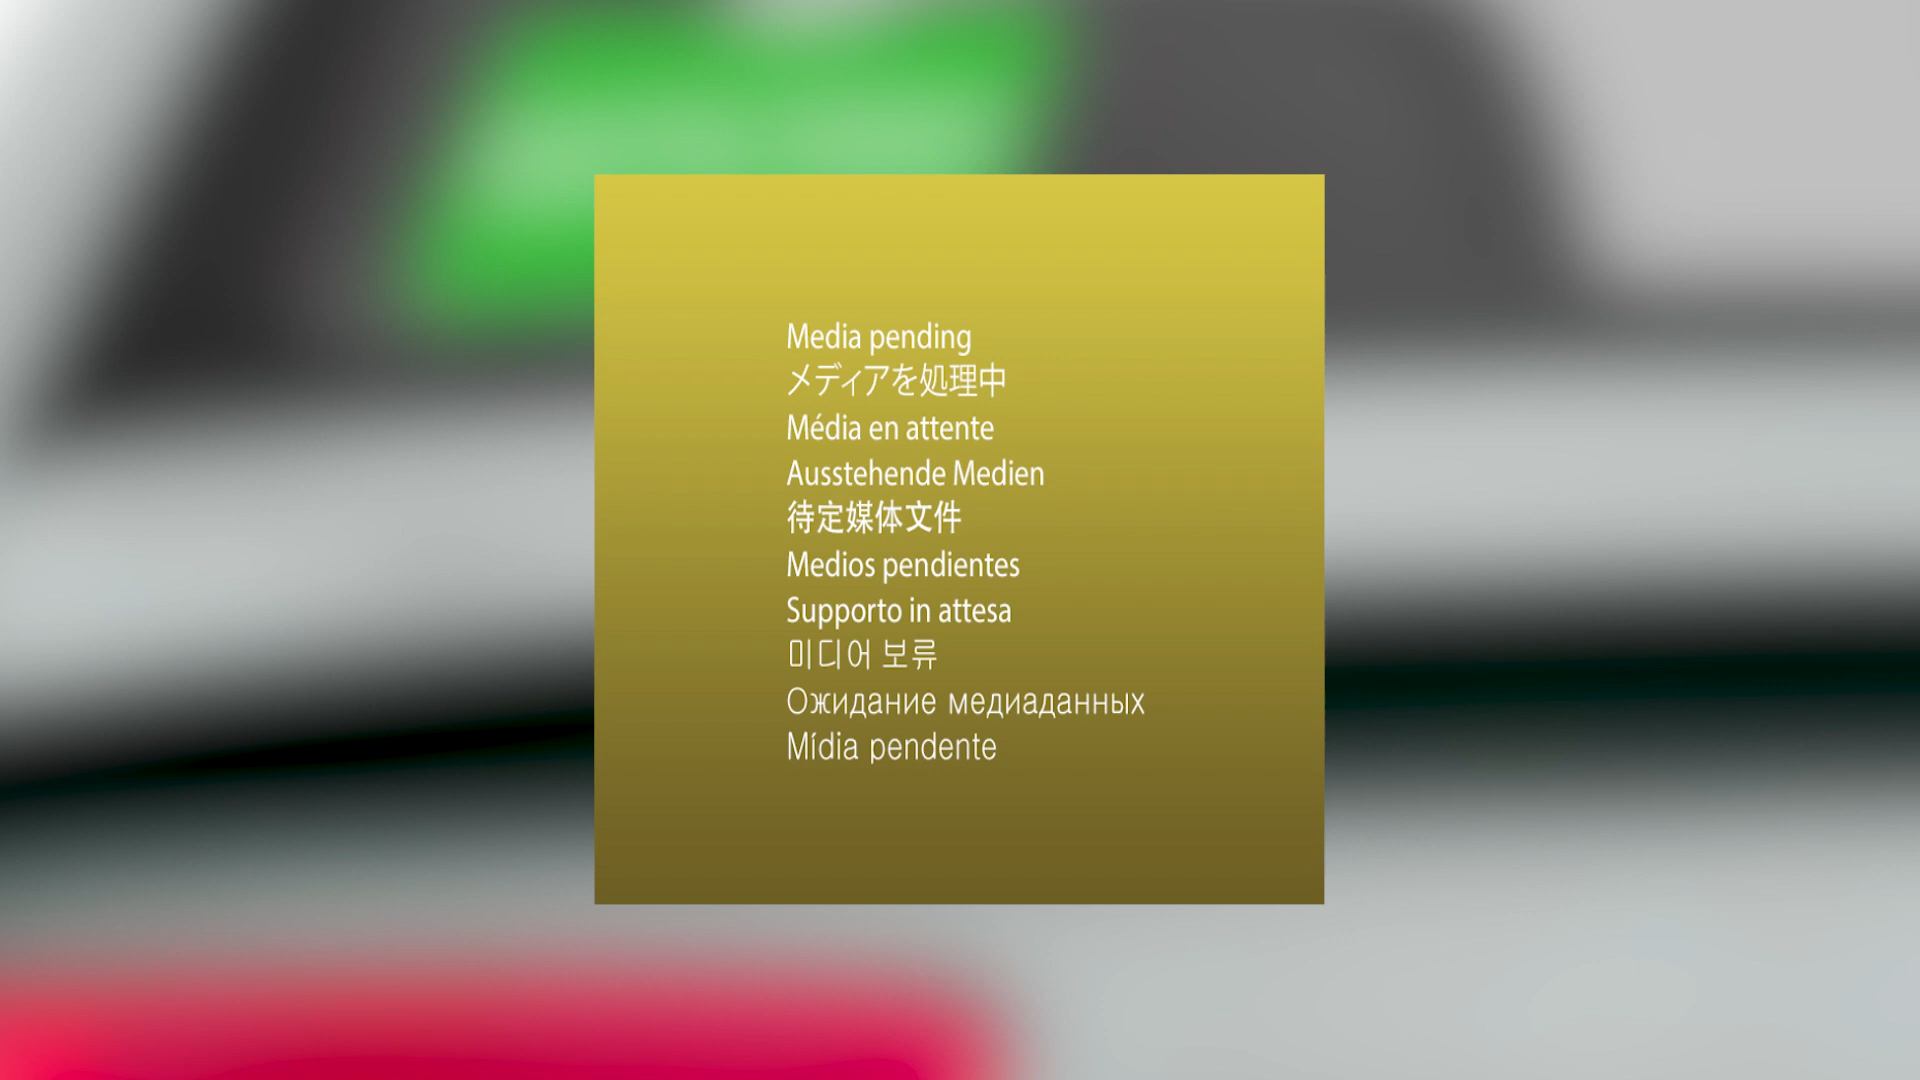 Media pending
メディアを処理中
Média en attente
Ausstehende Medien
待定媒体文件
Medios pendientes
Supporto in attesa
미디어 보류
Ожидание медиаданных
Mídia pendente